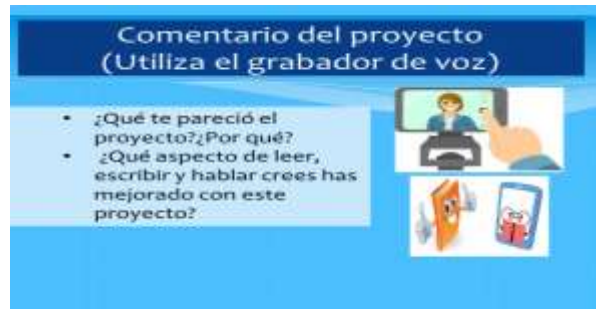 Comentario del proyecto
(Utiliza el grabador de voz)
• ¿Qué te pareció el
proyecto?¿Por qué?
• ¿Qué aspecto de leer,
escribir y hablar crees has
mejorado con este
proyecto?